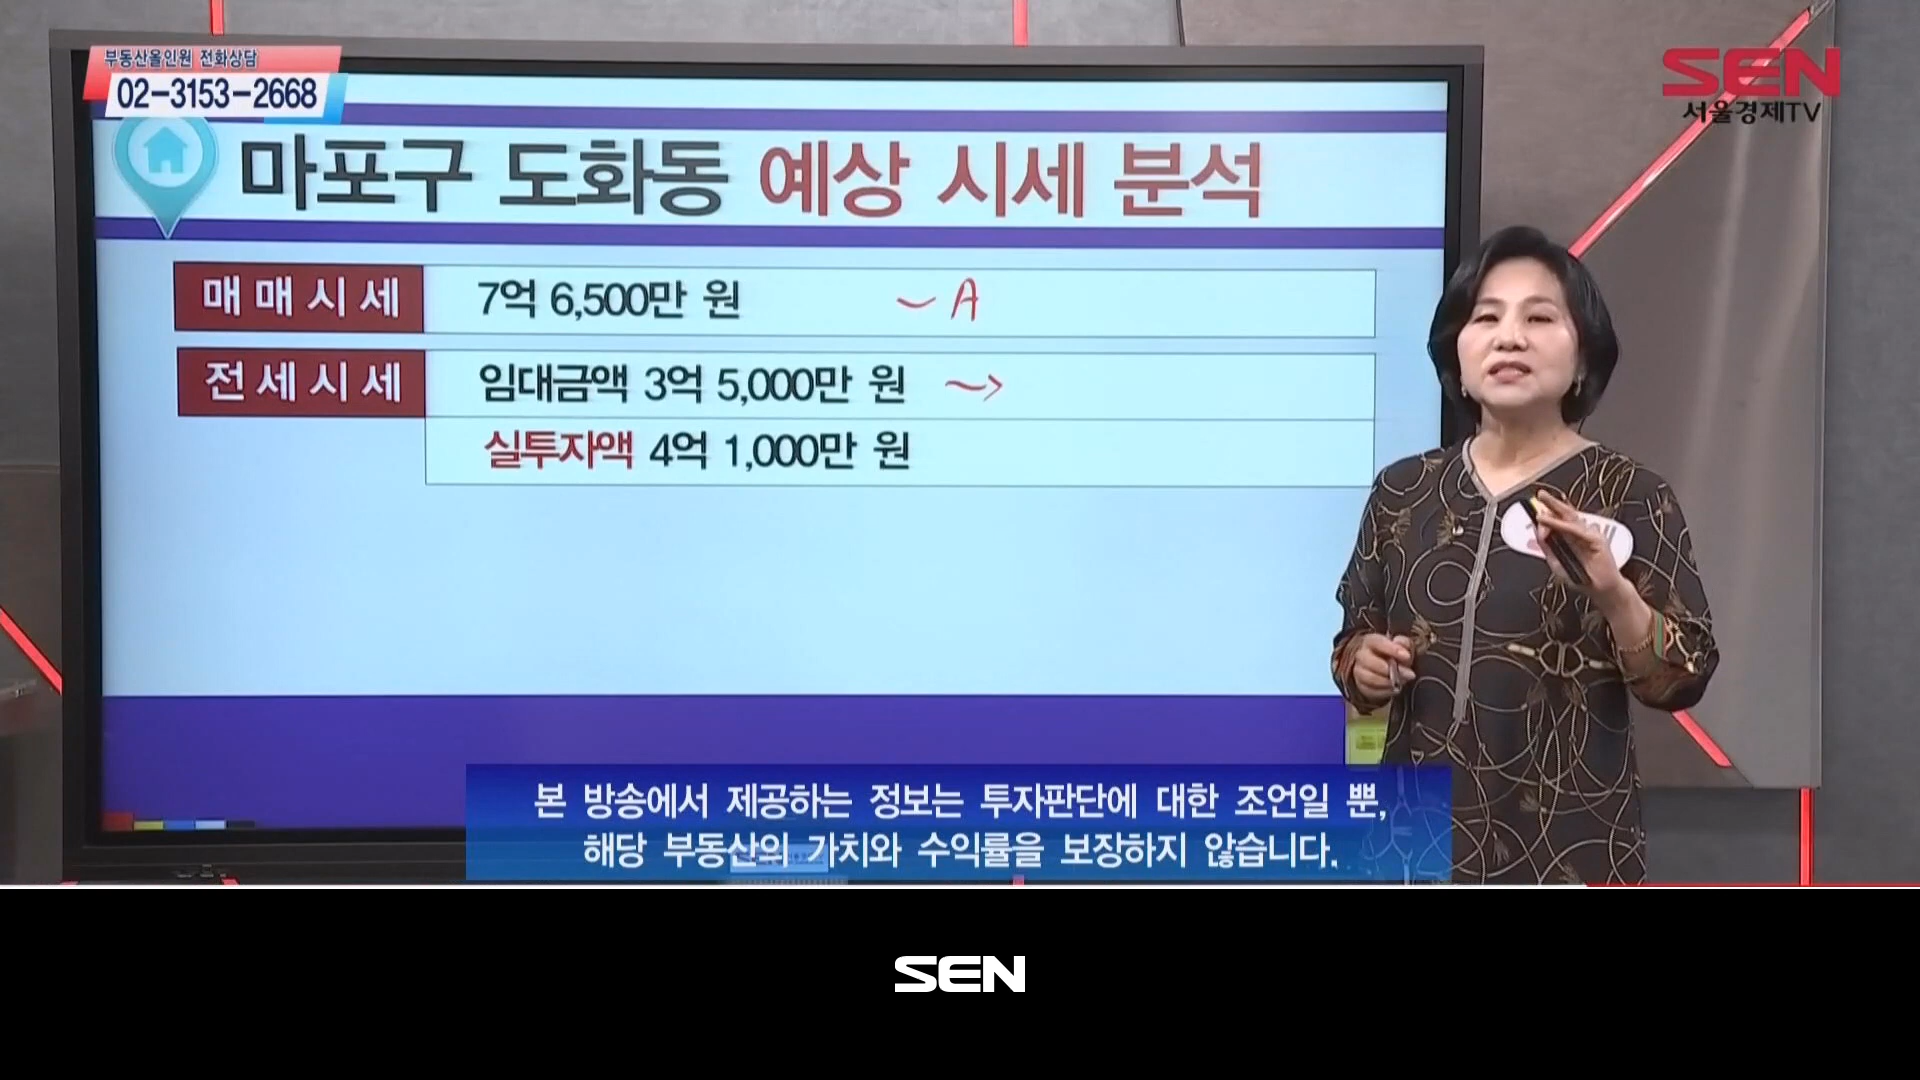 부동산올인원 전화상담
02-3153-2668
SEN
서울경제TV
마포구 도화동 예상 시세 분석
매매시세 7억 6,500만 원 ~ A
전세시세 임대금액 3억 5,000만 원 ~>
실투자액 4억 1,000만 원
본 방송에서 제공하는 정보는 투자판단에 대한 조언일 뿐,
해당 부동산의 가치와 수익률을 보장하지 않습니다.
SEN